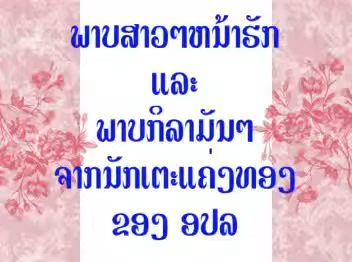 ພາບສາວໆຫນ້າຮັກ
ແລະ
ພາບກິລາມັນໆ
ຈາກນັກເຕະແຄ່ງທອງ
ຂອງ ອປລ